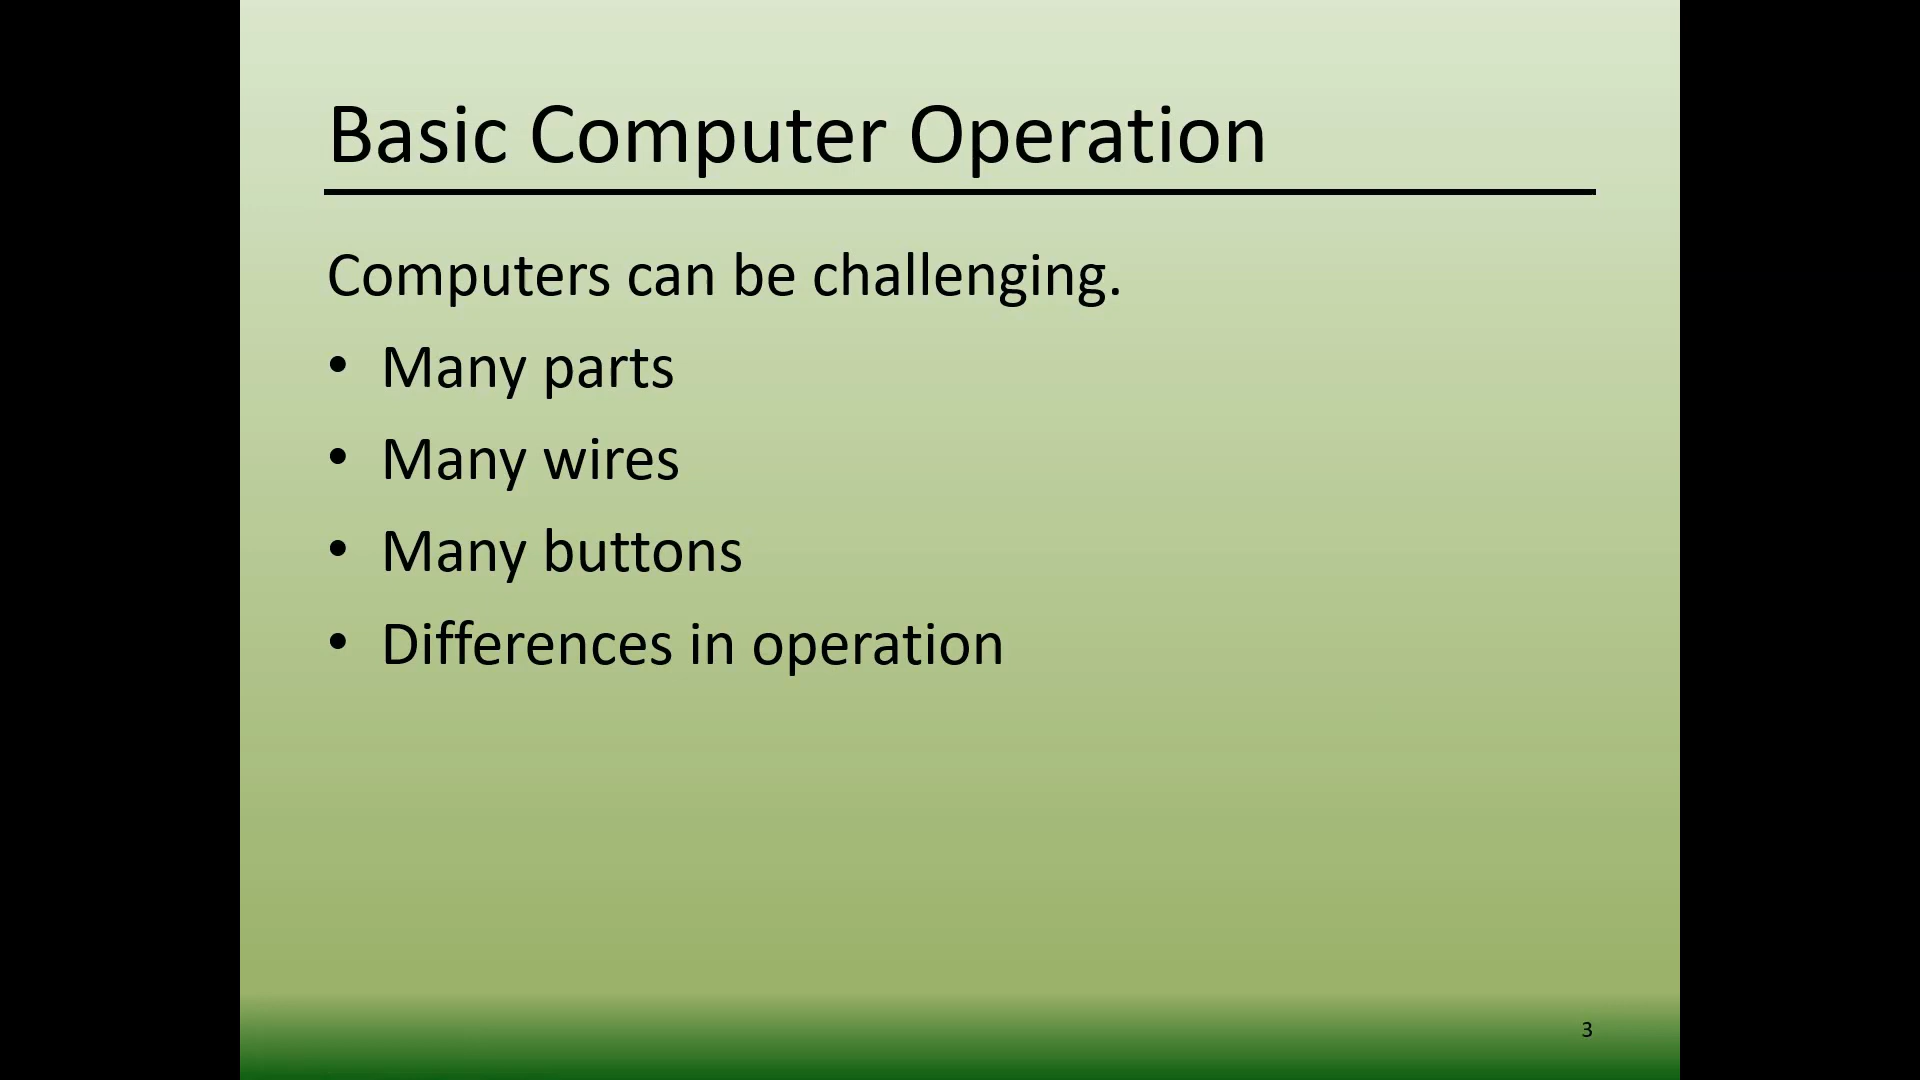 Basic Computer Operation
Computers can be challenging.
• Many parts
• Many wires
• Many buttons
• Differences in operation
3